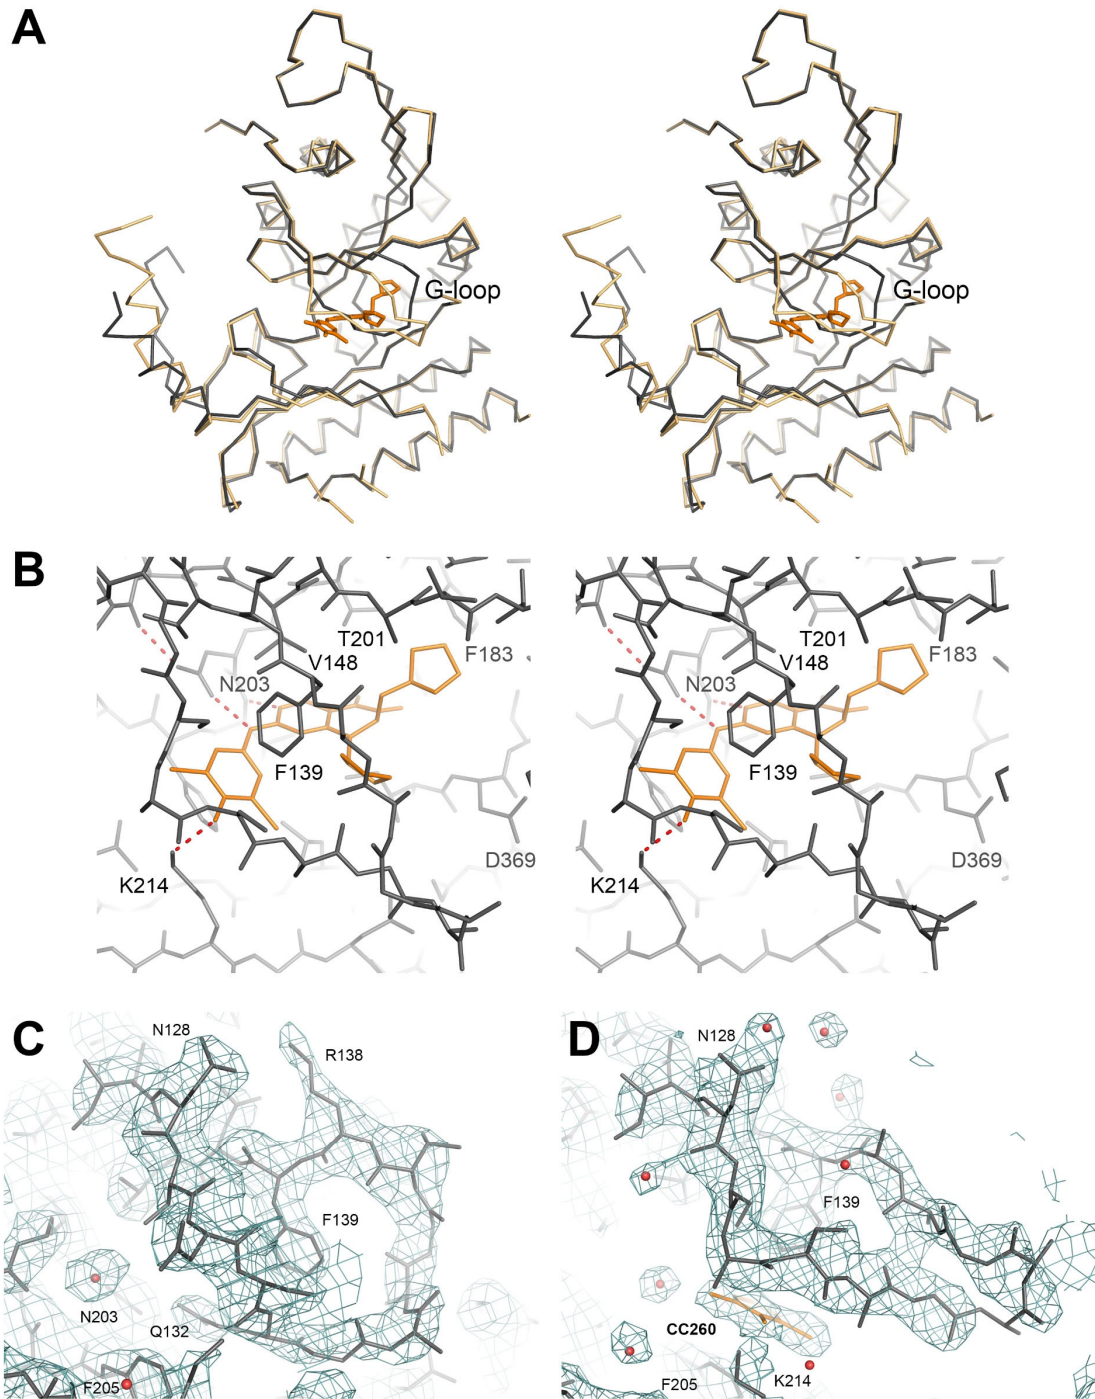 A
G-loop
G-loop
B
T201
V148
F183
N203
F139
K214
D369
T201
V148
F183
N203
F139
K214
D369
C
N128
R138
F139
N203
Q132
F205
D
N128
F139
CC260
F205
K214